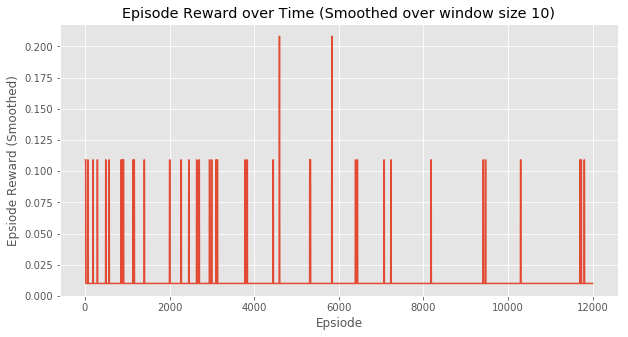 Episode Reward over Time (Smoothed over window size 10)
Epsiode Reward (Smoothed)
0.200
0.175
0.150
0.125
0.100
0.075
0.050
0.025
0.000
0 2000 4000 6000 8000 10000 12000
Epsiode